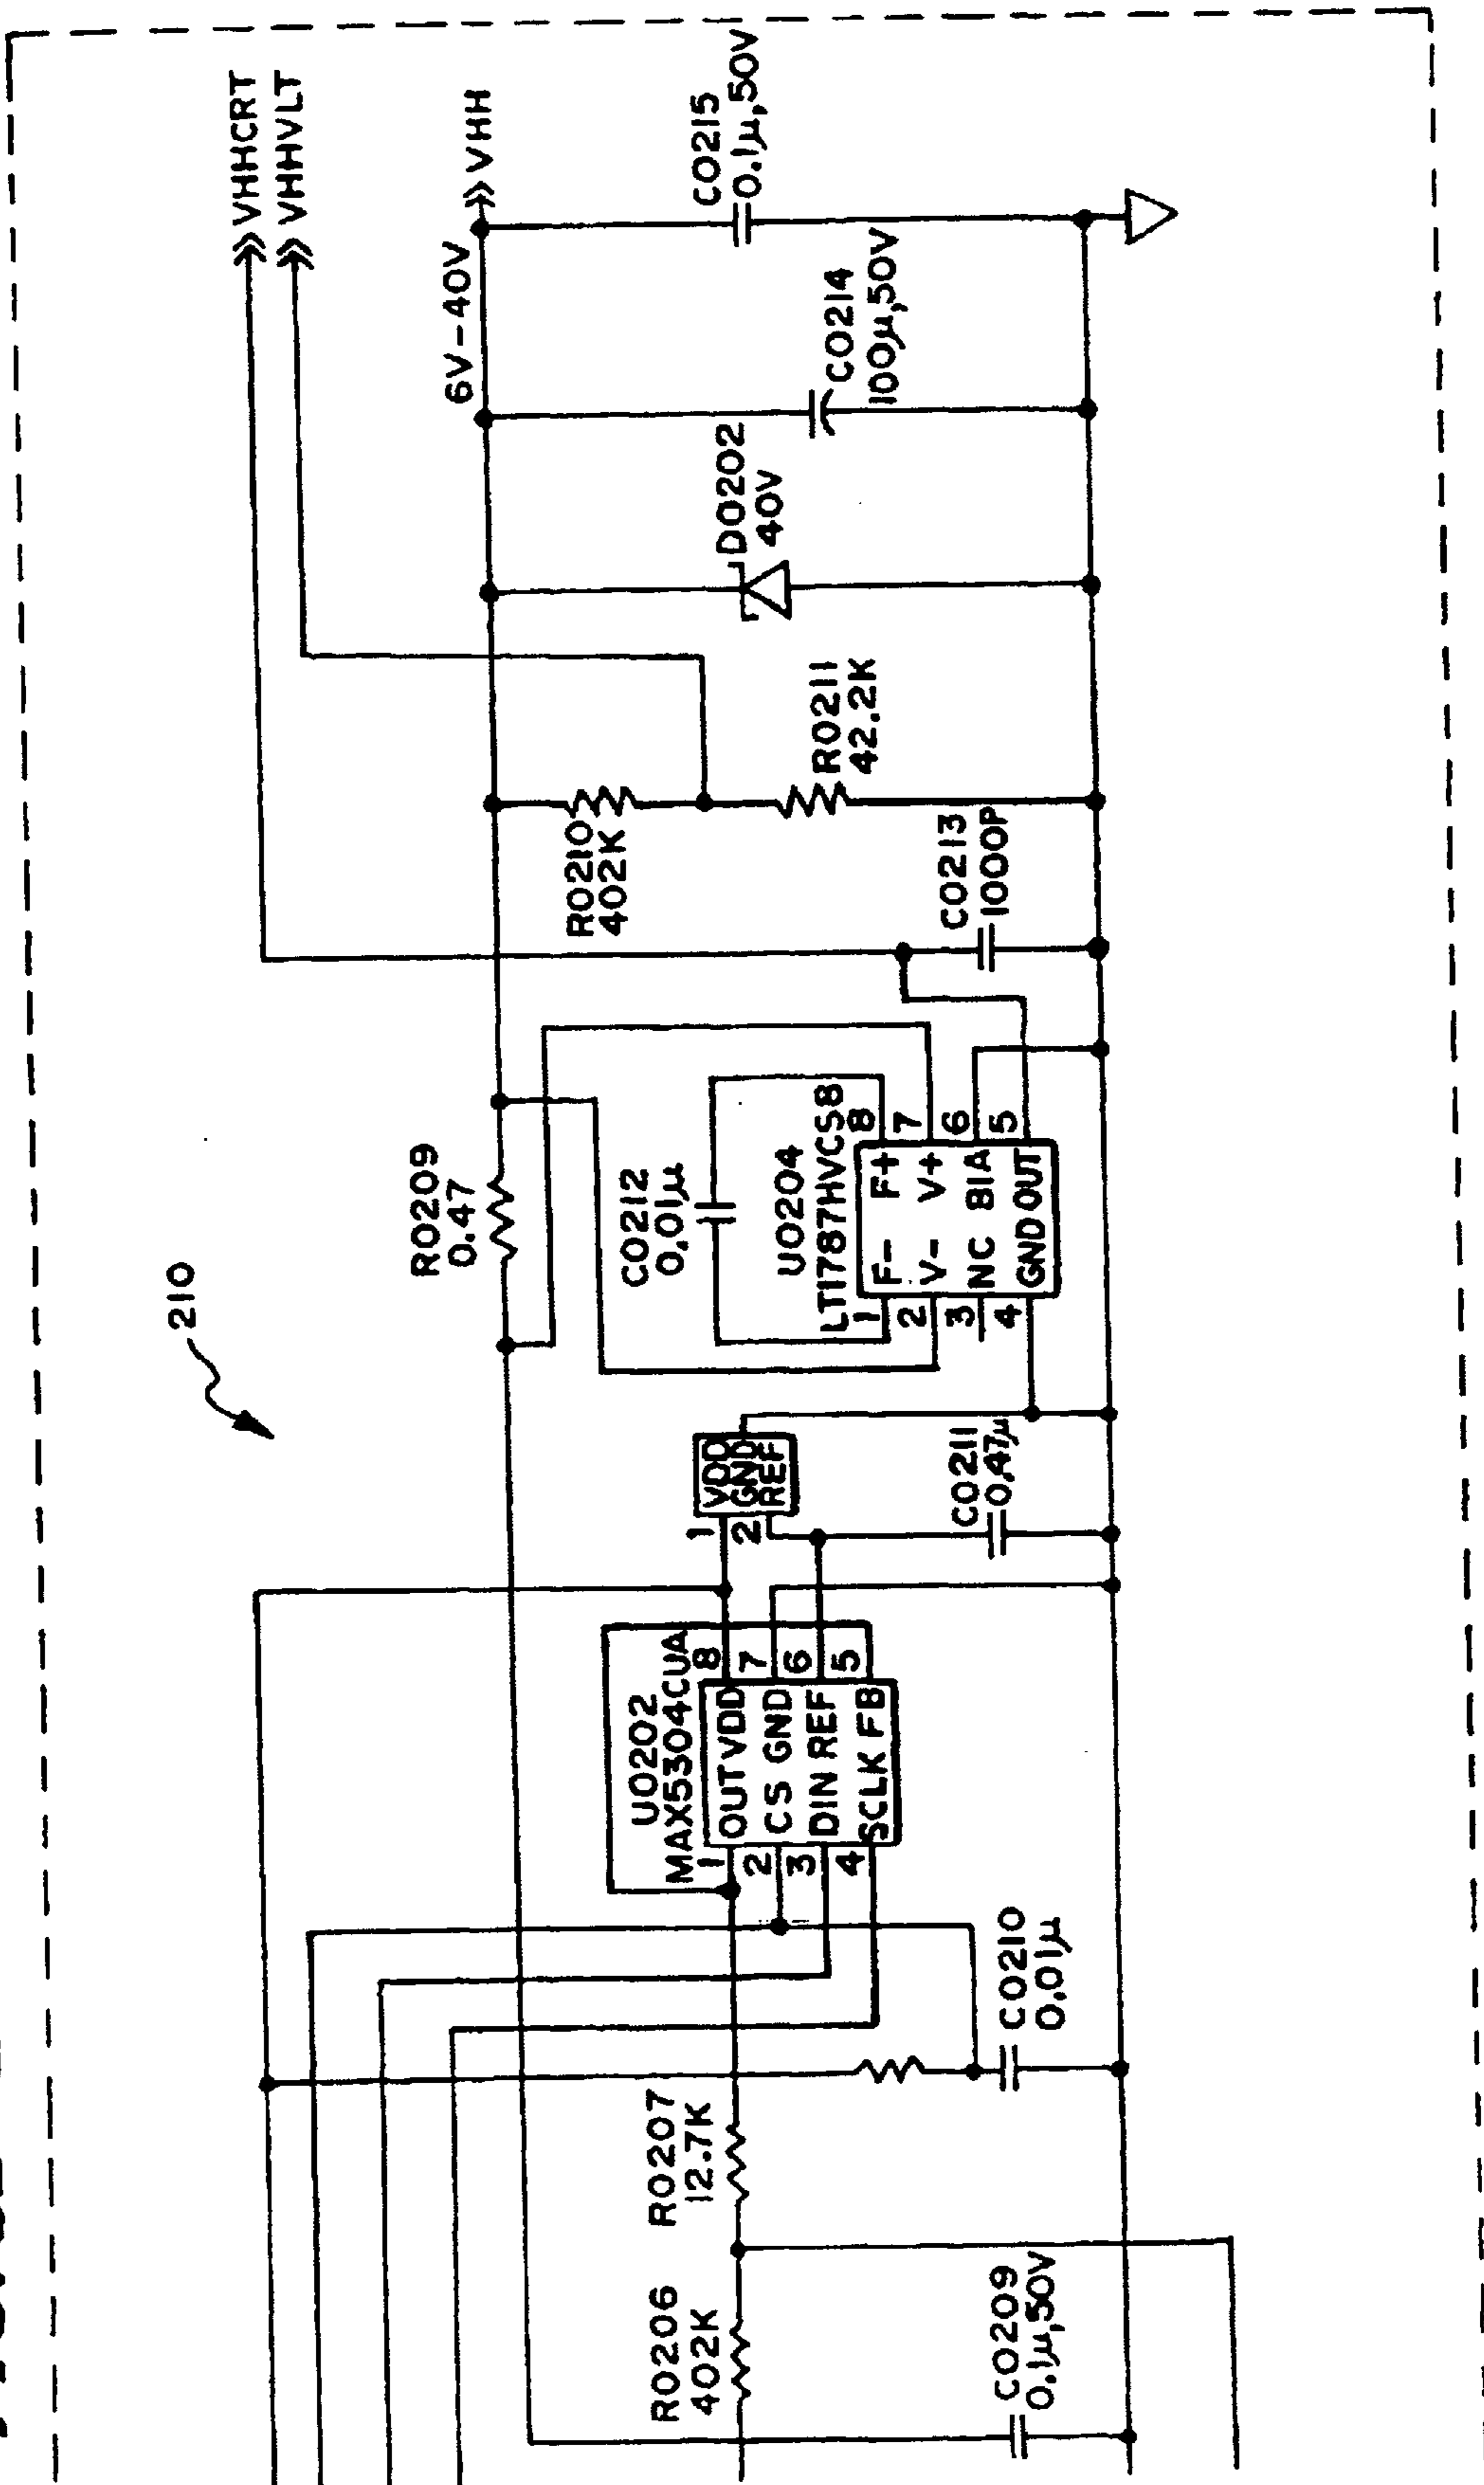 210
VHHCRT
VHHVLT
6V-40V
VHH
R0209
0.47
R0210
402K
R0211
42.2K
D0202
40V
C0214
100µ,50V
C0215
0.1µ,50V
C0212
0.01µ
C0213
1000P
U0204
LT1787HVCS8
1 F- F+ 8
2 V- V+ 7
3 NC BIA 6
4 GND OUT 5
1 VDD
GND
2 REF
C0211
0.47µ
U0202
MAX5304CUA
1 OUT VDD 8
2 CS GND 7
3 DIN REF 6
4 SCLK FB 5
R0206
402K
R0207
12.7K
C0210
0.01µ
C0209
0.1µ,50V